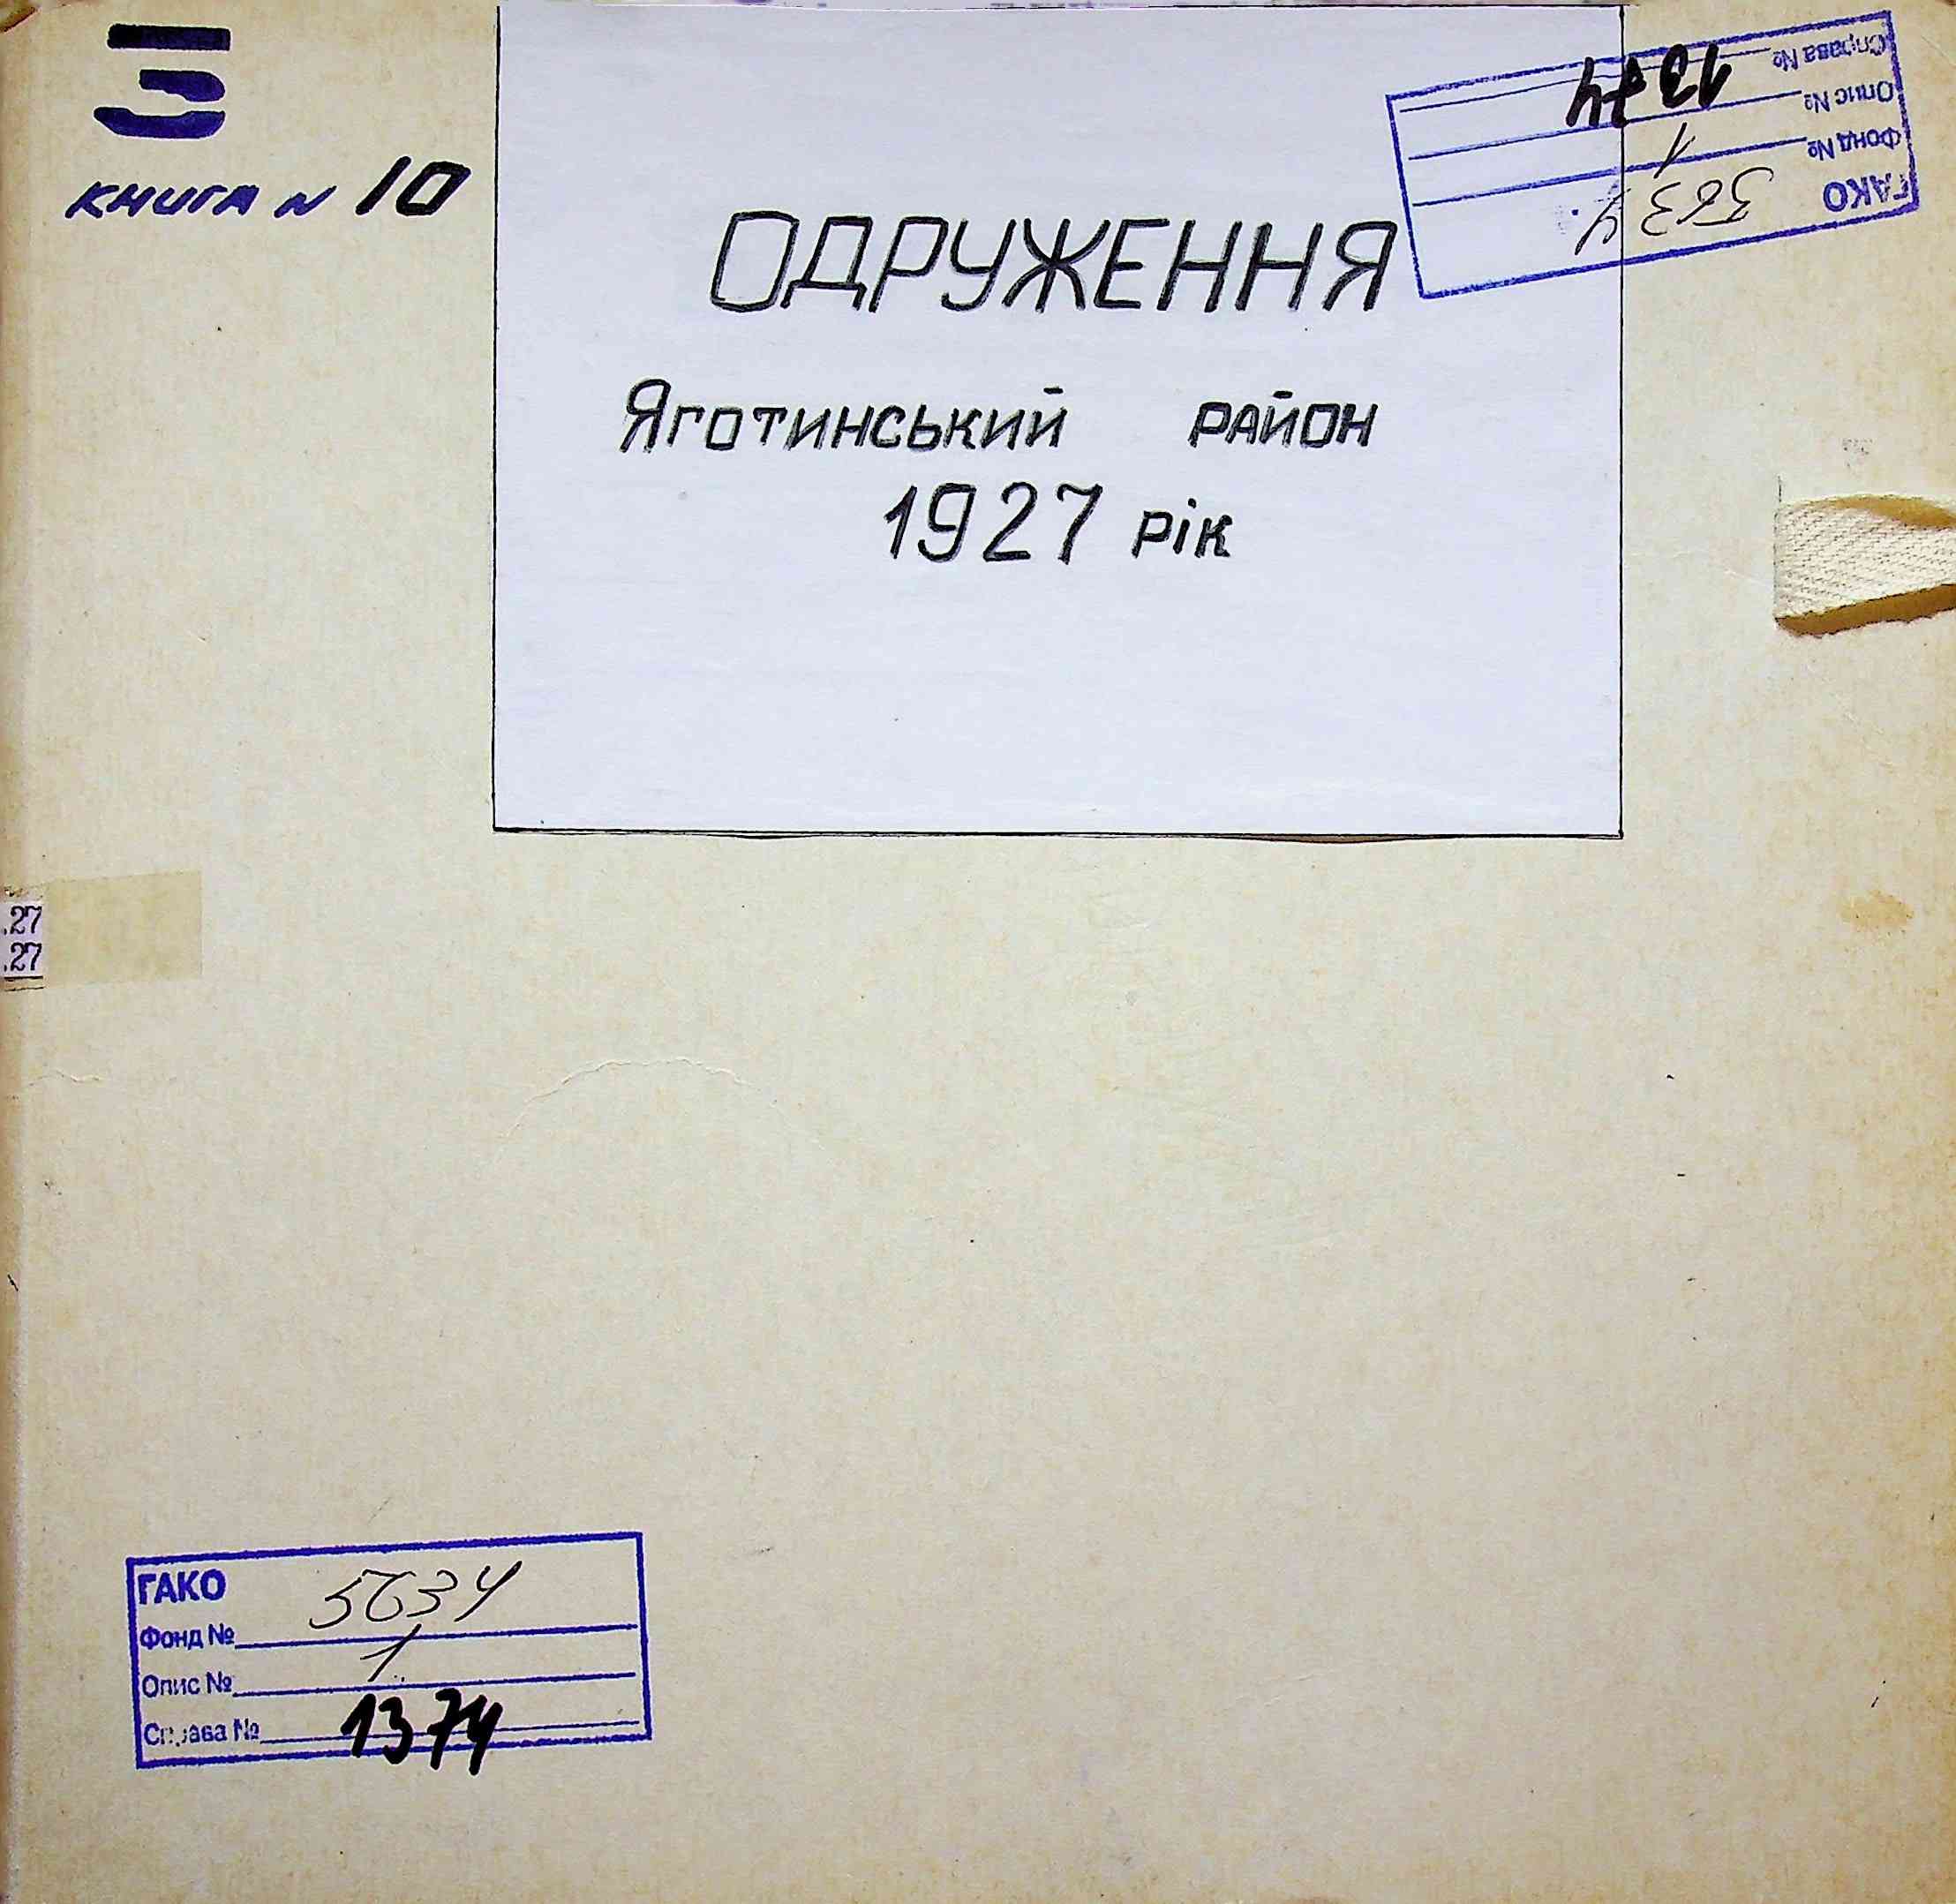 З
КНИГА N 10
ОДРУЖЕННЯ
Яготинський район
1927 рік
Справа № 1374
Опис № 1
Фонд № 5634
ГАКО
.27
.27
ГАКО
Фонд № 5634
Опис № 1
Справа № 1374